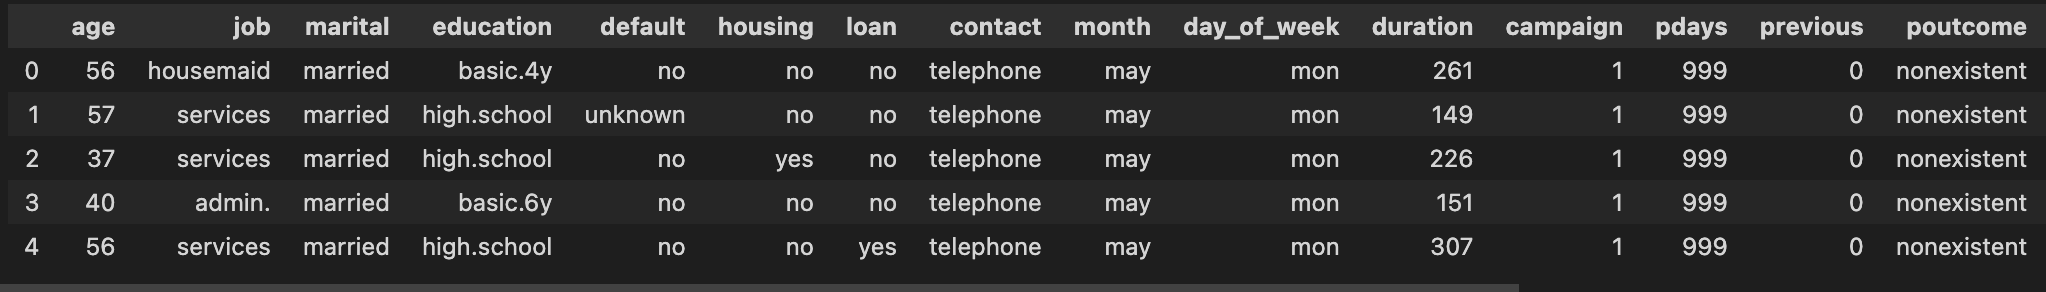 age job marital education default housing loan contact month day_of_week duration campaign pdays previous poutcome
0 56 housemaid married basic.4y no no no telephone may mon 261 1 999 0 nonexistent
1 57 services married high.school unknown no no telephone may mon 149 1 999 0 nonexistent
2 37 services married high.school no yes no telephone may mon 226 1 999 0 nonexistent
3 40 admin. married basic.6y no no no telephone may mon 151 1 999 0 nonexistent
4 56 services married high.school no no yes telephone may mon 307 1 999 0 nonexistent